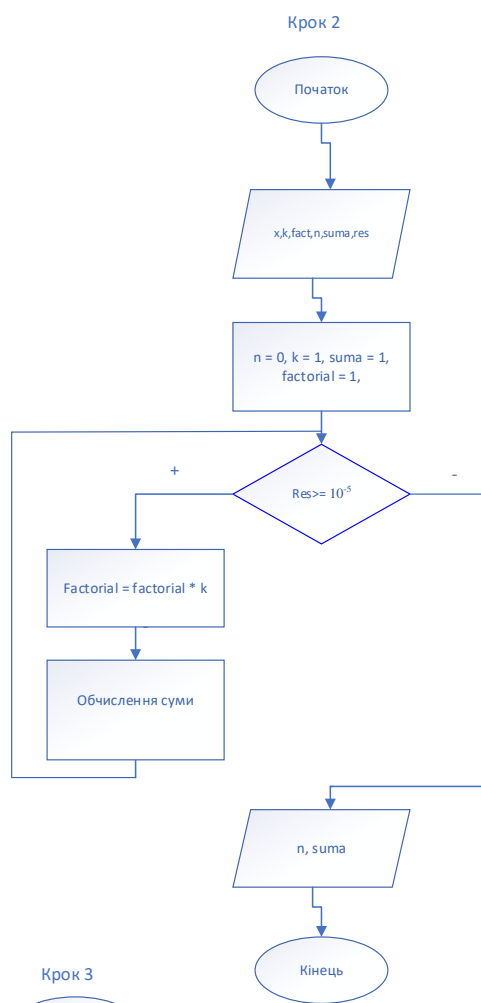 Крок 2
Початок
x,k,fact,n,suma,res
n = 0, k = 1, suma = 1,
factorial = 1,
Res>= 10⁻⁵
+
-
Factorial = factorial * k
Обчислення суми
n, suma
Кінець
Крок 3